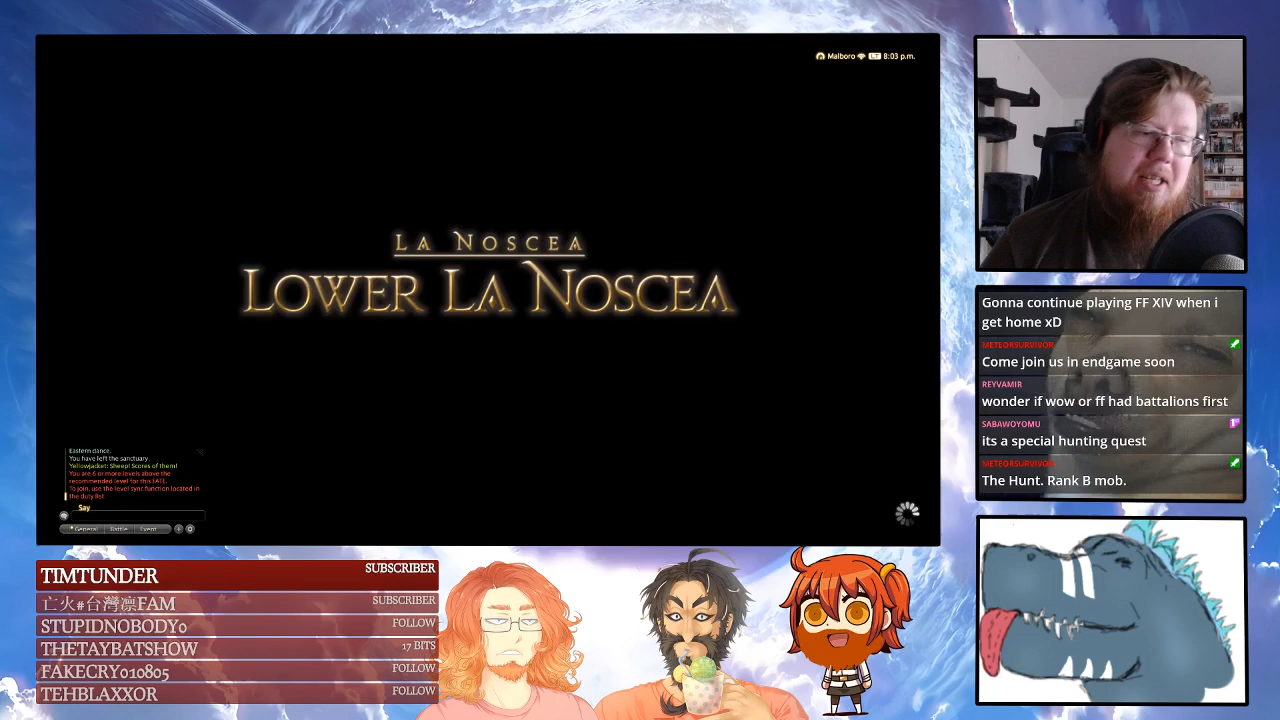 Malboro LT 8:03 p.m.
LA NOSCEA
LOWER LA NOSCEA
Eastern dance.
You have left the sanctuary.
Yellowjacket: Sheep! Scores of them!
You are 6 or more levels above the
recommended level for this FATE.
To join, use the level sync function located in
the duty list.
Say
General Battle Event
Gonna continue playing FF XIV when i
get home xD
METEORSURVIVOR
Come join us in endgame soon
REYVAMIR
wonder if wow or ff had battalions first
SABAWOYOMU
its a special hunting quest
METEORSURVIVOR
The Hunt. Rank B mob.
TIMTUNDER SUBSCRIBER
亡火#台灣凛FAM SUBSCRIBER
STUPIDNOBODY0 FOLLOW
THETAYBATSHOW 17 BITS
FAKECRY010805 FOLLOW
TEHBLAXXOR FOLLOW